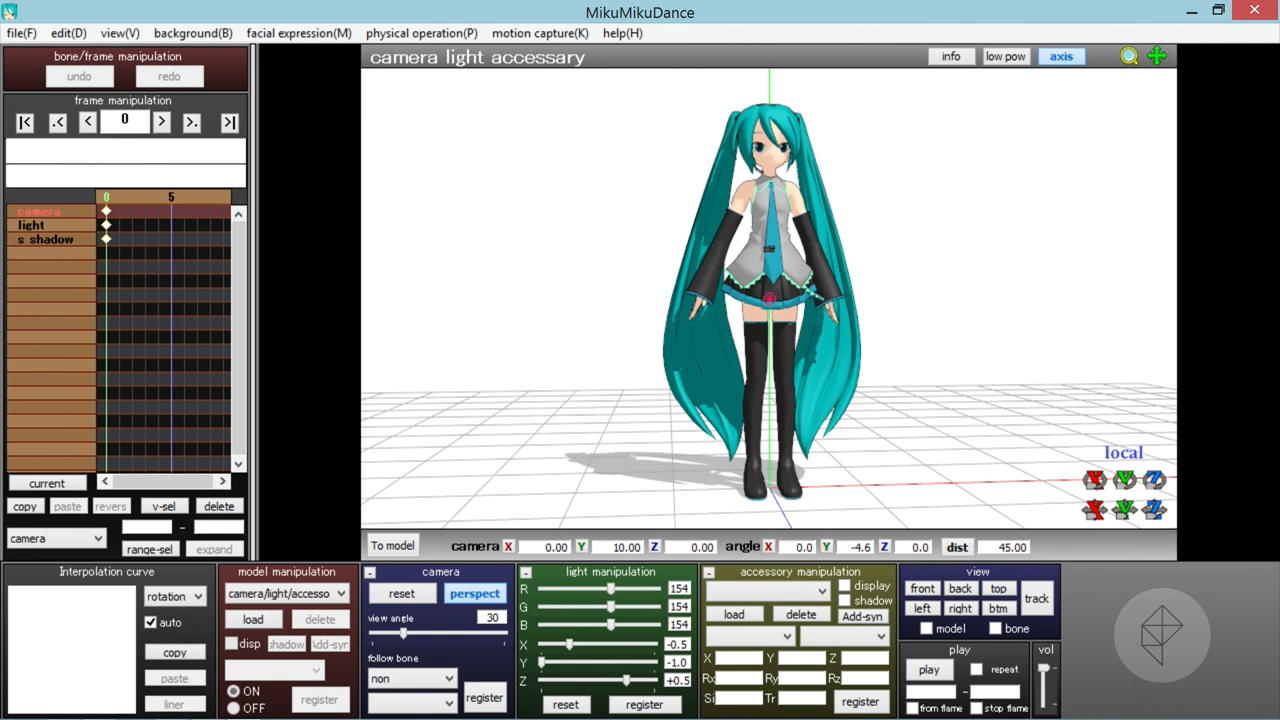 MikuMikuDance
file(F) edit(D) view(V) background(B) facial expression(M) physical operation(P) motion capture(K) help(H)
bone/frame manipulation
undo redo
frame manipulation
|< .< < 0 > >. >|
0 5
camera
light
s shadow
current
copy paste revers v-sel delete
-
camera range-sel expand
camera light accessary info low pow axis
local
X Y Z
X Y Z
To model camera X 0.00 Y 10.00 Z 0.00 angle X 0.0 Y -4.6 Z 0.0 dist 45.00
Interpolation curve
rotation
auto
copy
paste
liner
model manipulation
camera/light/accesso
load delete
disp shadow Add-syn
ON
OFF
register
- camera
reset perspect
view angle 30
follow bone
non
register
- light manipulation
R 154
G 154
B 154
X -0.5
Y -1.0
Z +0.5
reset register
- accessory manipulation
display
shadow
load delete Add-syn
X Y Z
Rx Ry Rz
Si Tr register
view
front back top
left right btm
track
model bone
play
play repeat
-
from flame stop flame
vol